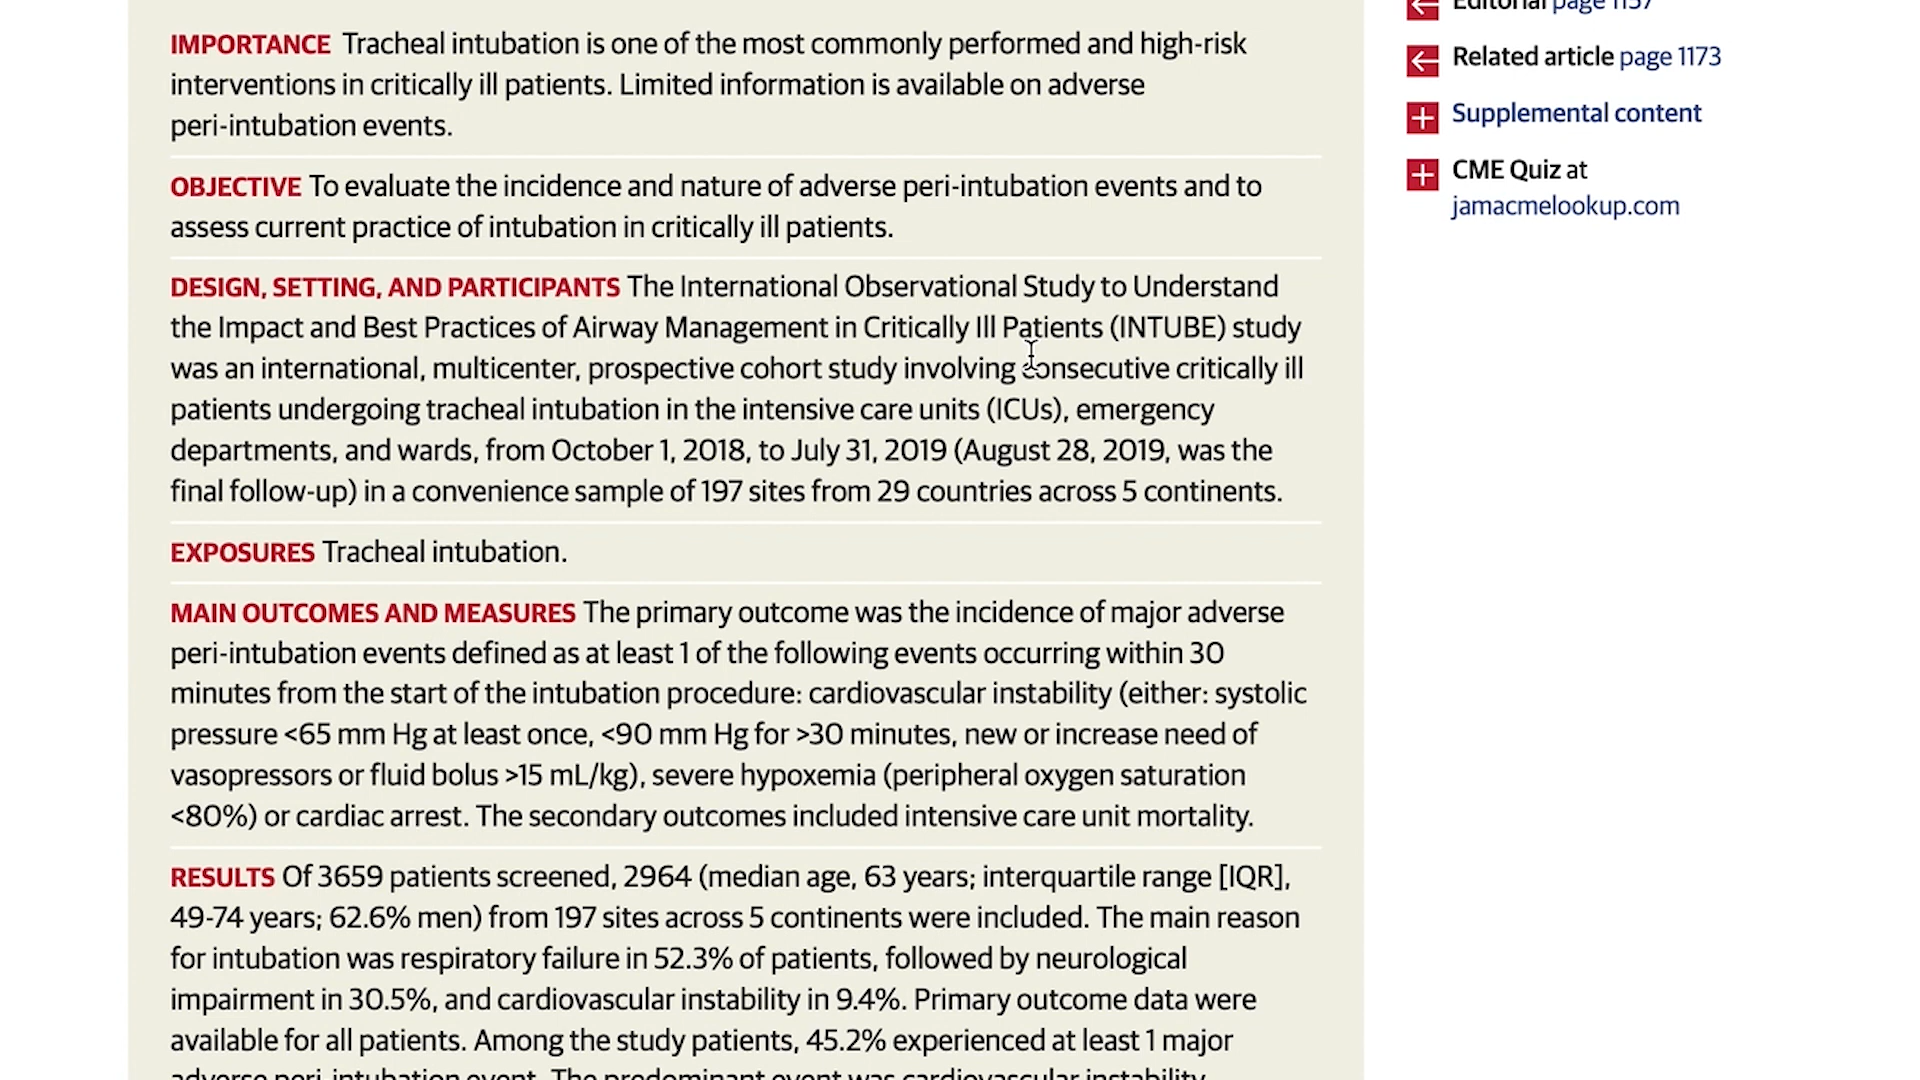 IMPORTANCE Tracheal intubation is one of the most commonly performed and high-risk
interventions in critically ill patients. Limited information is available on adverse
peri-intubation events.
OBJECTIVE To evaluate the incidence and nature of adverse peri-intubation events and to
assess current practice of intubation in critically ill patients.
DESIGN, SETTING, AND PARTICIPANTS The International Observational Study to Understand
the Impact and Best Practices of Airway Management in Critically Ill Patients (INTUBE) study
was an international, multicenter, prospective cohort study involving consecutive critically ill
patients undergoing tracheal intubation in the intensive care units (ICUs), emergency
departments, and wards, from October 1, 2018, to July 31, 2019 (August 28, 2019, was the
final follow-up) in a convenience sample of 197 sites from 29 countries across 5 continents.
EXPOSURES Tracheal intubation.
MAIN OUTCOMES AND MEASURES The primary outcome was the incidence of major adverse
peri-intubation events defined as at least 1 of the following events occurring within 30
minutes from the start of the intubation procedure: cardiovascular instability (either: systolic
pressure <65 mm Hg at least once, <90 mm Hg for >30 minutes, new or increase need of
vasopressors or fluid bolus >15 mL/kg), severe hypoxemia (peripheral oxygen saturation
<80%) or cardiac arrest. The secondary outcomes included intensive care unit mortality.
RESULTS Of 3659 patients screened, 2964 (median age, 63 years; interquartile range [IQR],
49-74 years; 62.6% men) from 197 sites across 5 continents were included. The main reason
for intubation was respiratory failure in 52.3% of patients, followed by neurological
impairment in 30.5%, and cardiovascular instability in 9.4%. Primary outcome data were
available for all patients. Among the study patients, 45.2% experienced at least 1 major
adverse peri-intubation event. The predominant event was cardiovascular instability,
Editorial page 1157
Related article page 1173
Supplemental content
CME Quiz at
jamacmelookup.com